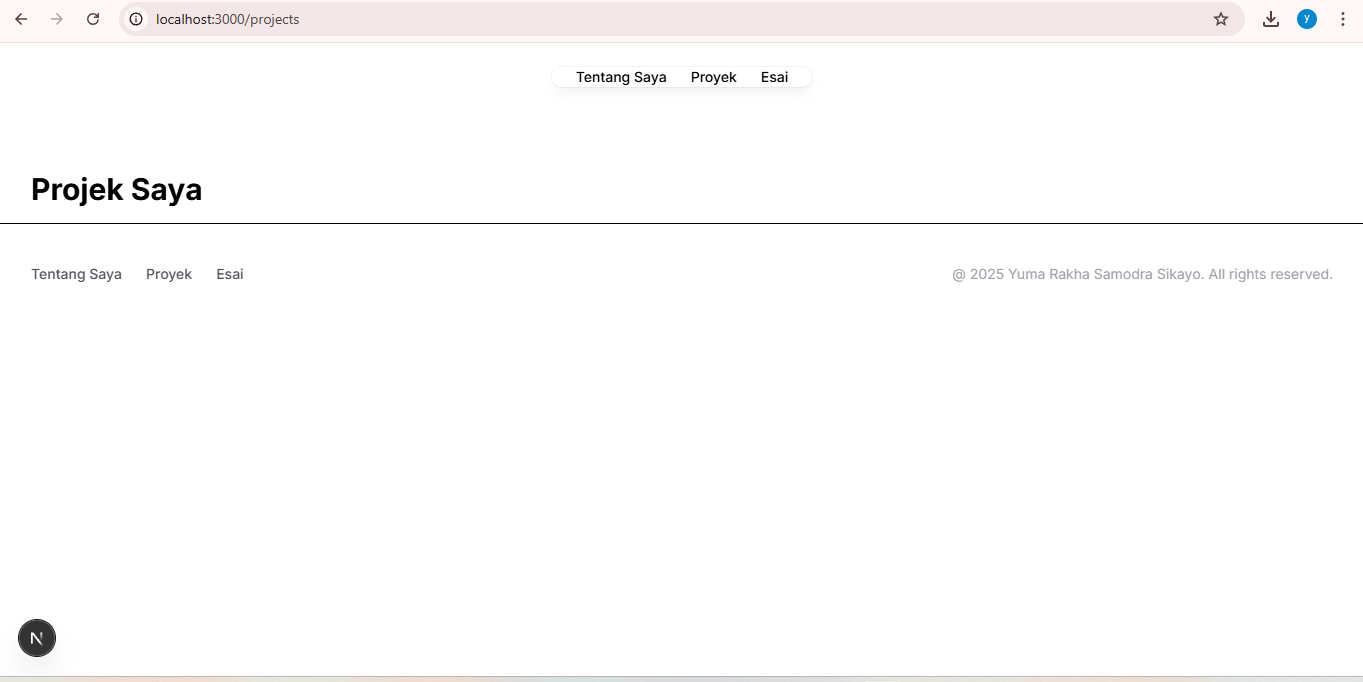 localhost:3000/projects
y
Tentang Saya Proyek Esai
Projek Saya
Tentang Saya Proyek Esai @ 2025 Yuma Rakha Samodra Sikayo. All rights reserved.
N